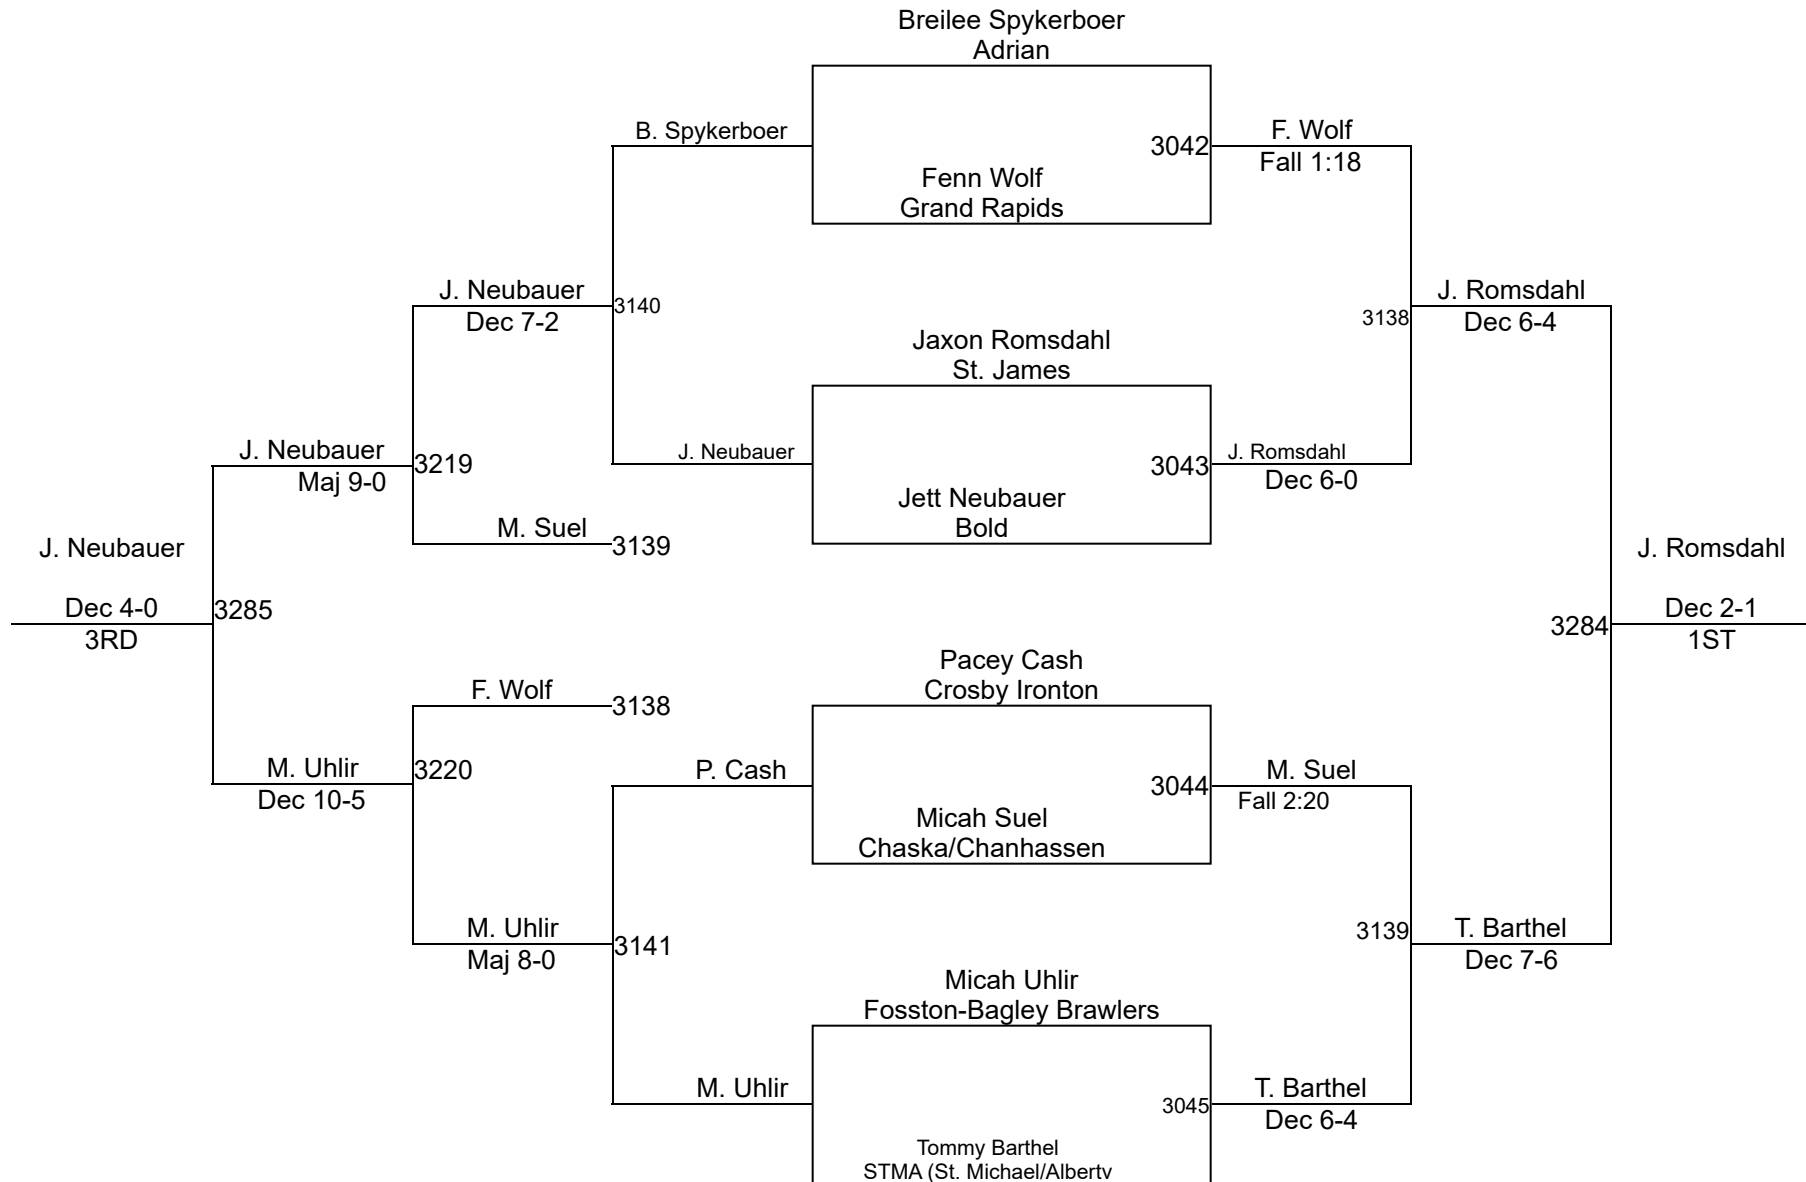 Breilee Spykerboer
Adrian
B. Spykerboer
3042
F. Wolf
Fall 1:18
Fenn Wolf
Grand Rapids
J. Neubauer
Dec 7-2
3140
3138
J. Romsdahl
Dec 6-4
Jaxon Romsdahl
St. James
J. Neubauer
Maj 9-0
3219
J. Neubauer
3043
J. Romsdahl
Dec 6-0
Jett Neubauer
Bold
M. Suel
3139
J. Neubauer
Dec 4-0
3RD
3285
J. Romsdahl
3284
Dec 2-1
1ST
Pacey Cash
Crosby Ironton
F. Wolf
3138
M. Uhlir
Dec 10-5
3220
P. Cash
3044
M. Suel
Fall 2:20
Micah Suel
Chaska/Chanhassen
M. Uhlir
Maj 8-0
3141
3139
T. Barthel
Dec 7-6
Micah Uhlir
Fosston-Bagley Brawlers
M. Uhlir
3045
T. Barthel
Dec 6-4
Tommy Barthel
STMA (St. Michael/Albertv